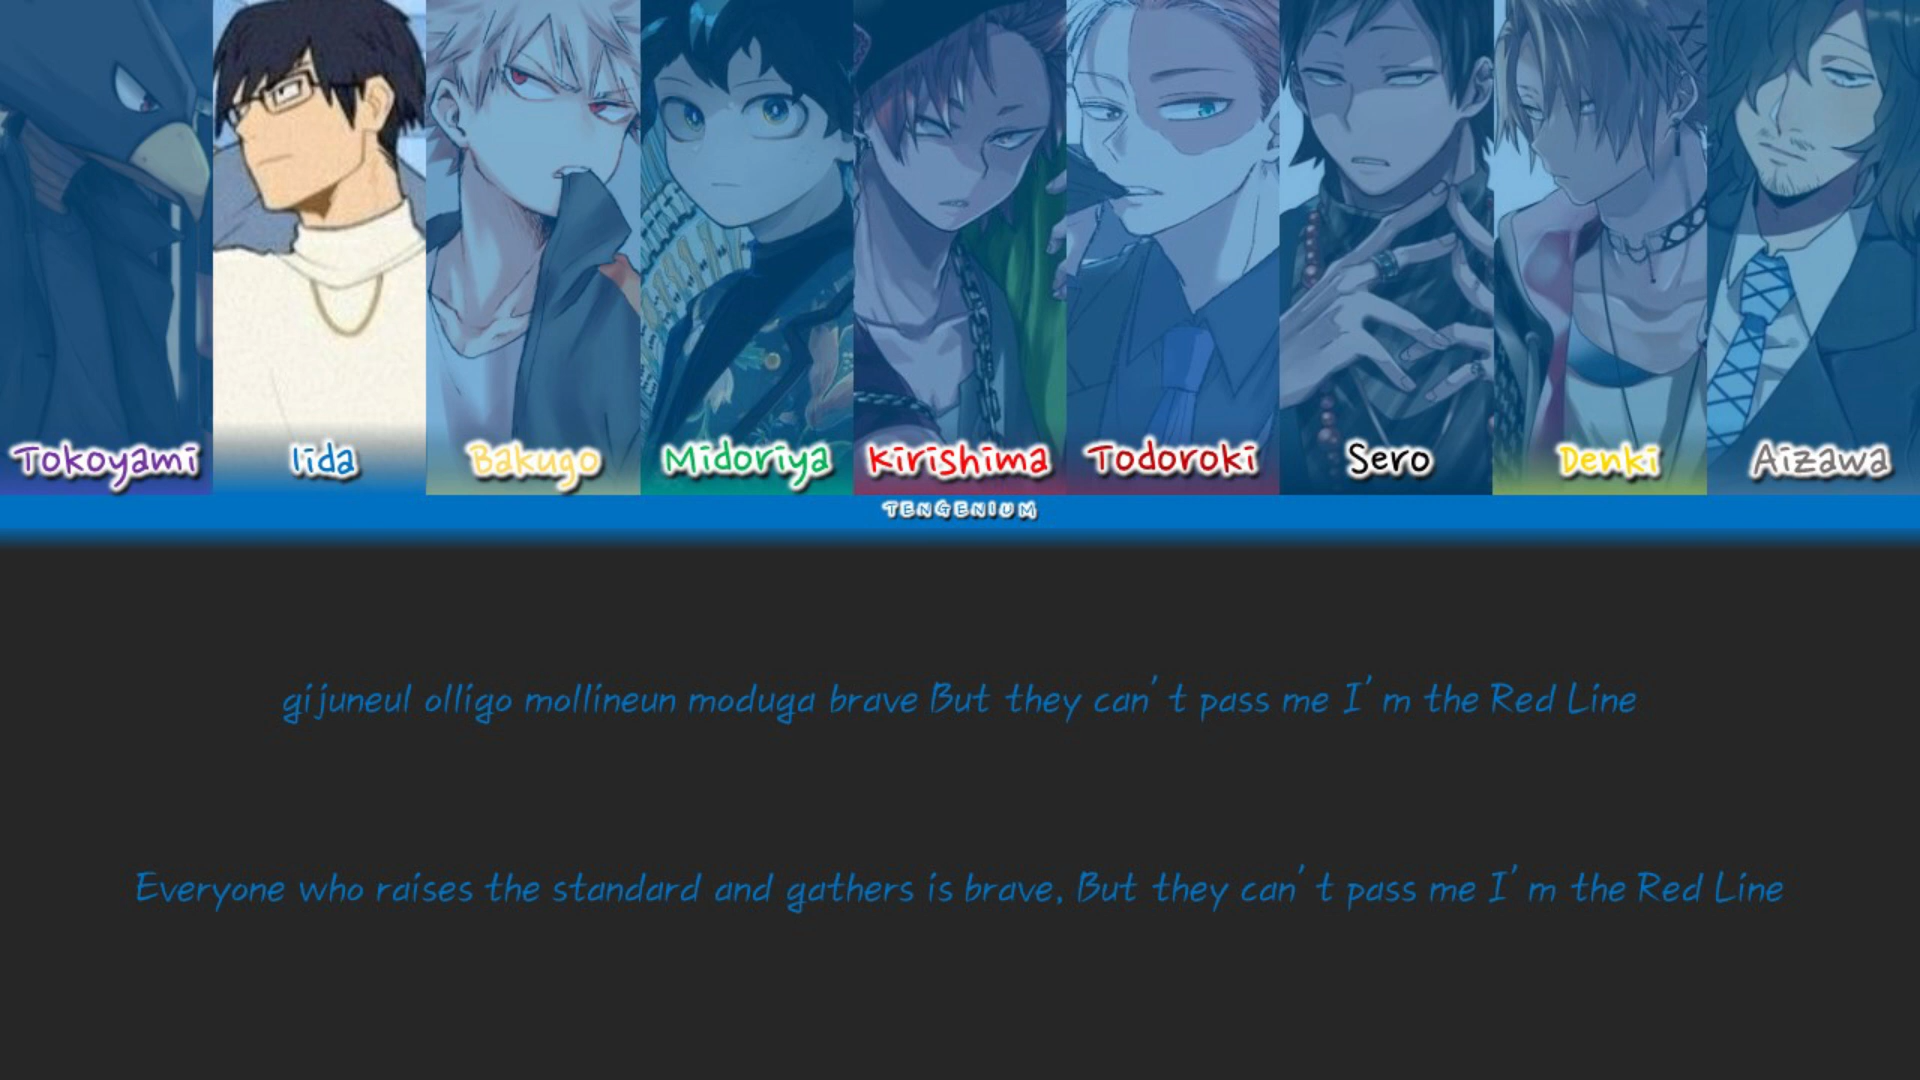 Tokoyami Iida Bakugo Midoriya Kirishima Todoroki Sero Denki Aizawa
TENGENIUM
gijuneul olligo mollineun moduga brave But they can't pass me I'm the Red Line
Everyone who raises the standard and gathers is brave, But they can't pass me I'm the Red Line